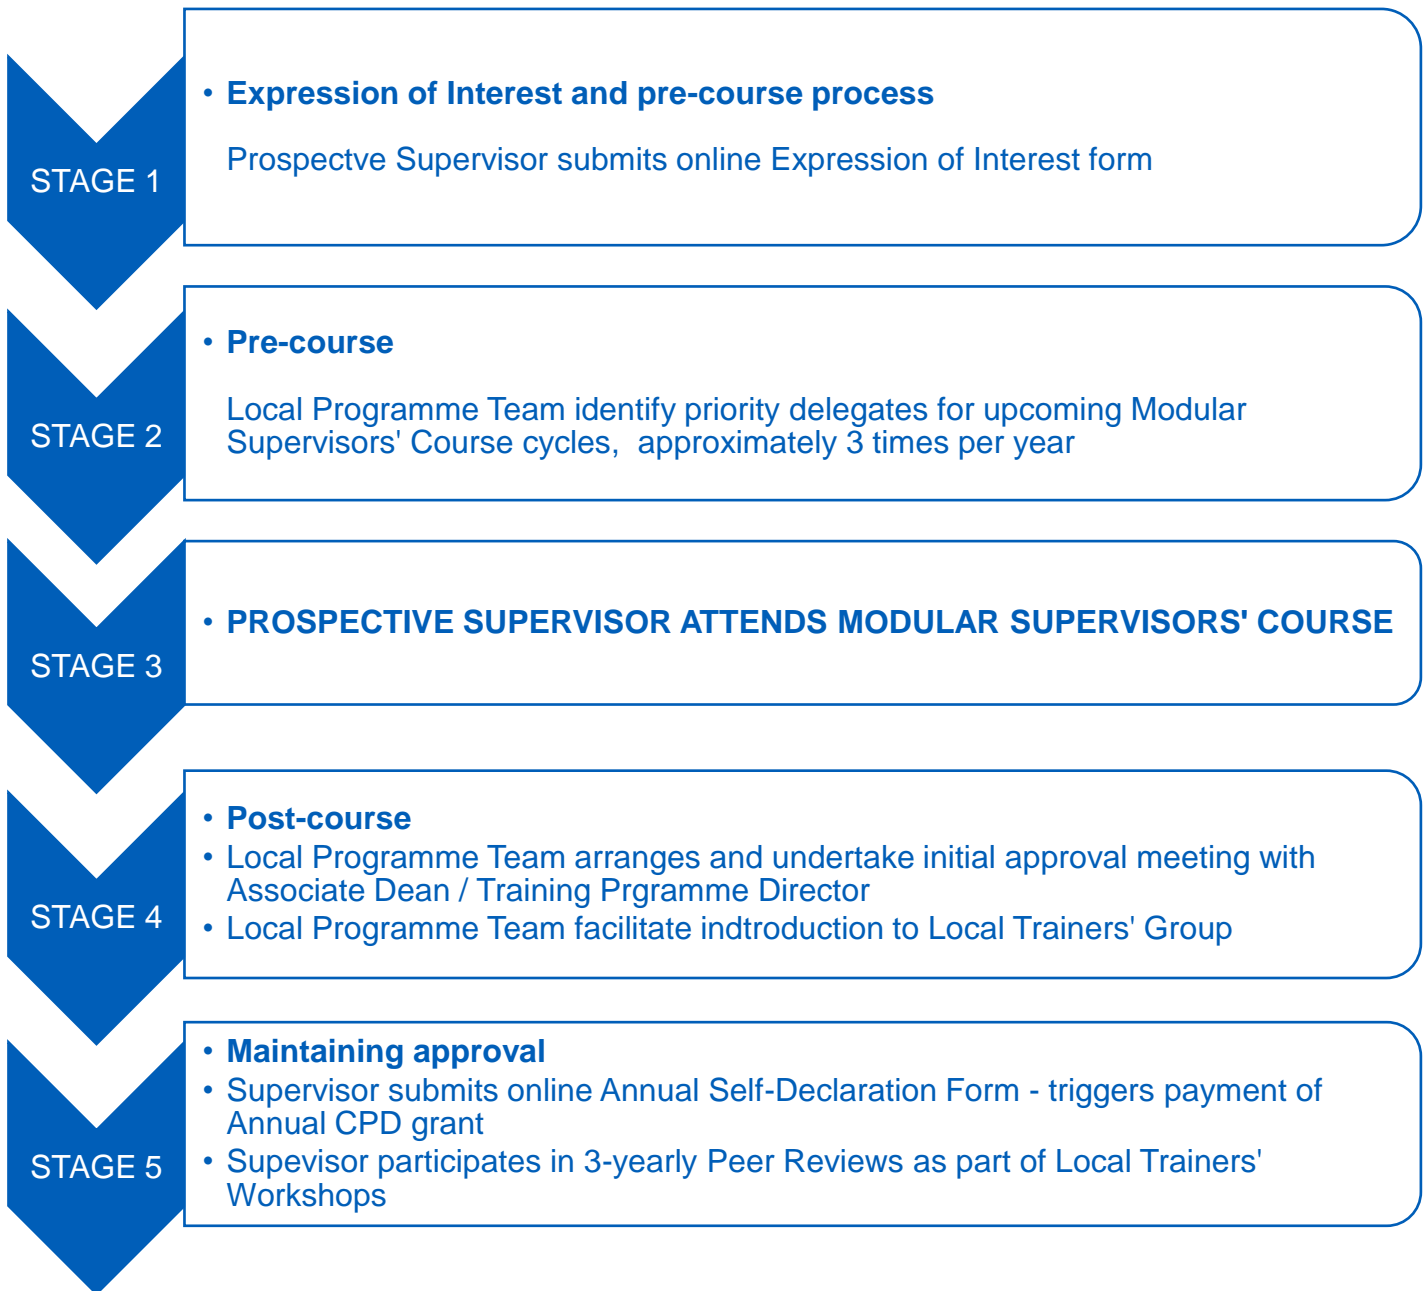 STAGE 1
• Expression of Interest and pre-course process
Prospectve Supervisor submits online Expression of Interest form
STAGE 2
• Pre-course
Local Programme Team identify priority delegates for upcoming Modular
Supervisors' Course cycles,  approximately 3 times per year
STAGE 3
• PROSPECTIVE SUPERVISOR ATTENDS MODULAR SUPERVISORS' COURSE
STAGE 4
• Post-course
• Local Programme Team arranges and undertake initial approval meeting with
Associate Dean / Training Prgramme Director
• Local Programme Team facilitate indtroduction to Local Trainers' Group
STAGE 5
• Maintaining approval
• Supervisor submits online Annual Self-Declaration Form - triggers payment of
Annual CPD grant
• Supevisor participates in 3-yearly Peer Reviews as part of Local Trainers'
Workshops